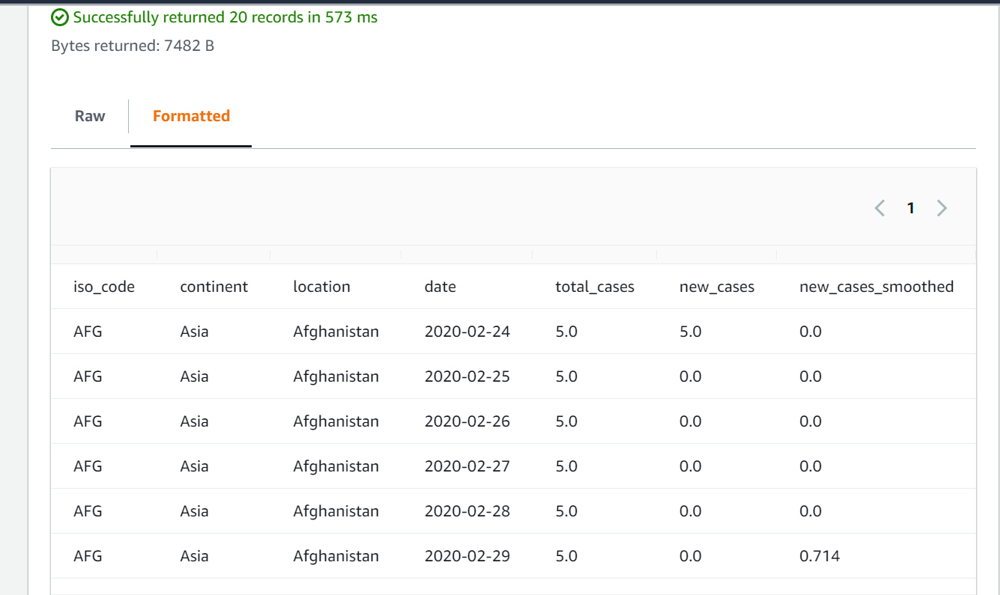 Successfully returned 20 records in 573 ms
Bytes returned: 7482 B
Raw Formatted
1
iso_code continent location date total_cases new_cases new_cases_smoothed
AFG Asia Afghanistan 2020-02-24 5.0 5.0 0.0
AFG Asia Afghanistan 2020-02-25 5.0 0.0 0.0
AFG Asia Afghanistan 2020-02-26 5.0 0.0 0.0
AFG Asia Afghanistan 2020-02-27 5.0 0.0 0.0
AFG Asia Afghanistan 2020-02-28 5.0 0.0 0.0
AFG Asia Afghanistan 2020-02-29 5.0 0.0 0.714